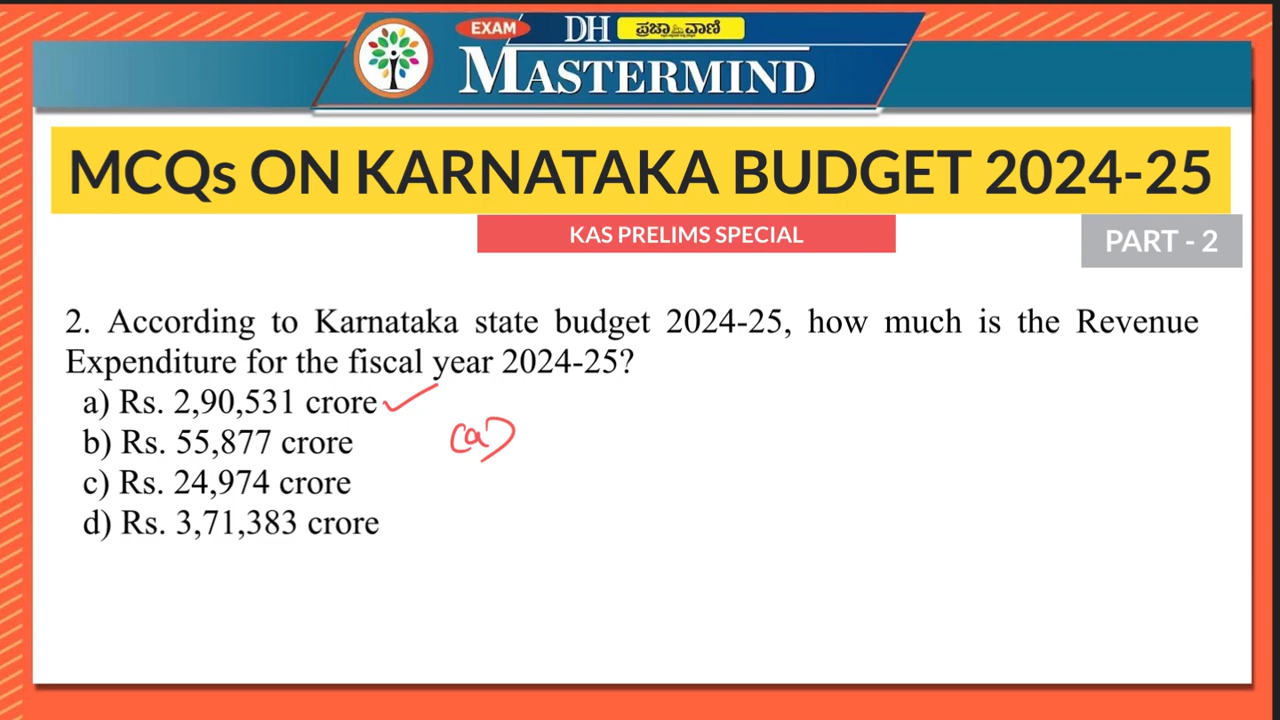 EXAM
DH ಪ್ರಜಾವಾಣಿ
MASTERMIND
MCQs ON KARNATAKA BUDGET 2024-25
KAS PRELIMS SPECIAL
PART - 2
2. According to Karnataka state budget 2024-25, how much is the Revenue
Expenditure for the fiscal year 2024-25?
a) Rs. 2,90,531 crore
b) Rs. 55,877 crore
(a)
c) Rs. 24,974 crore
d) Rs. 3,71,383 crore